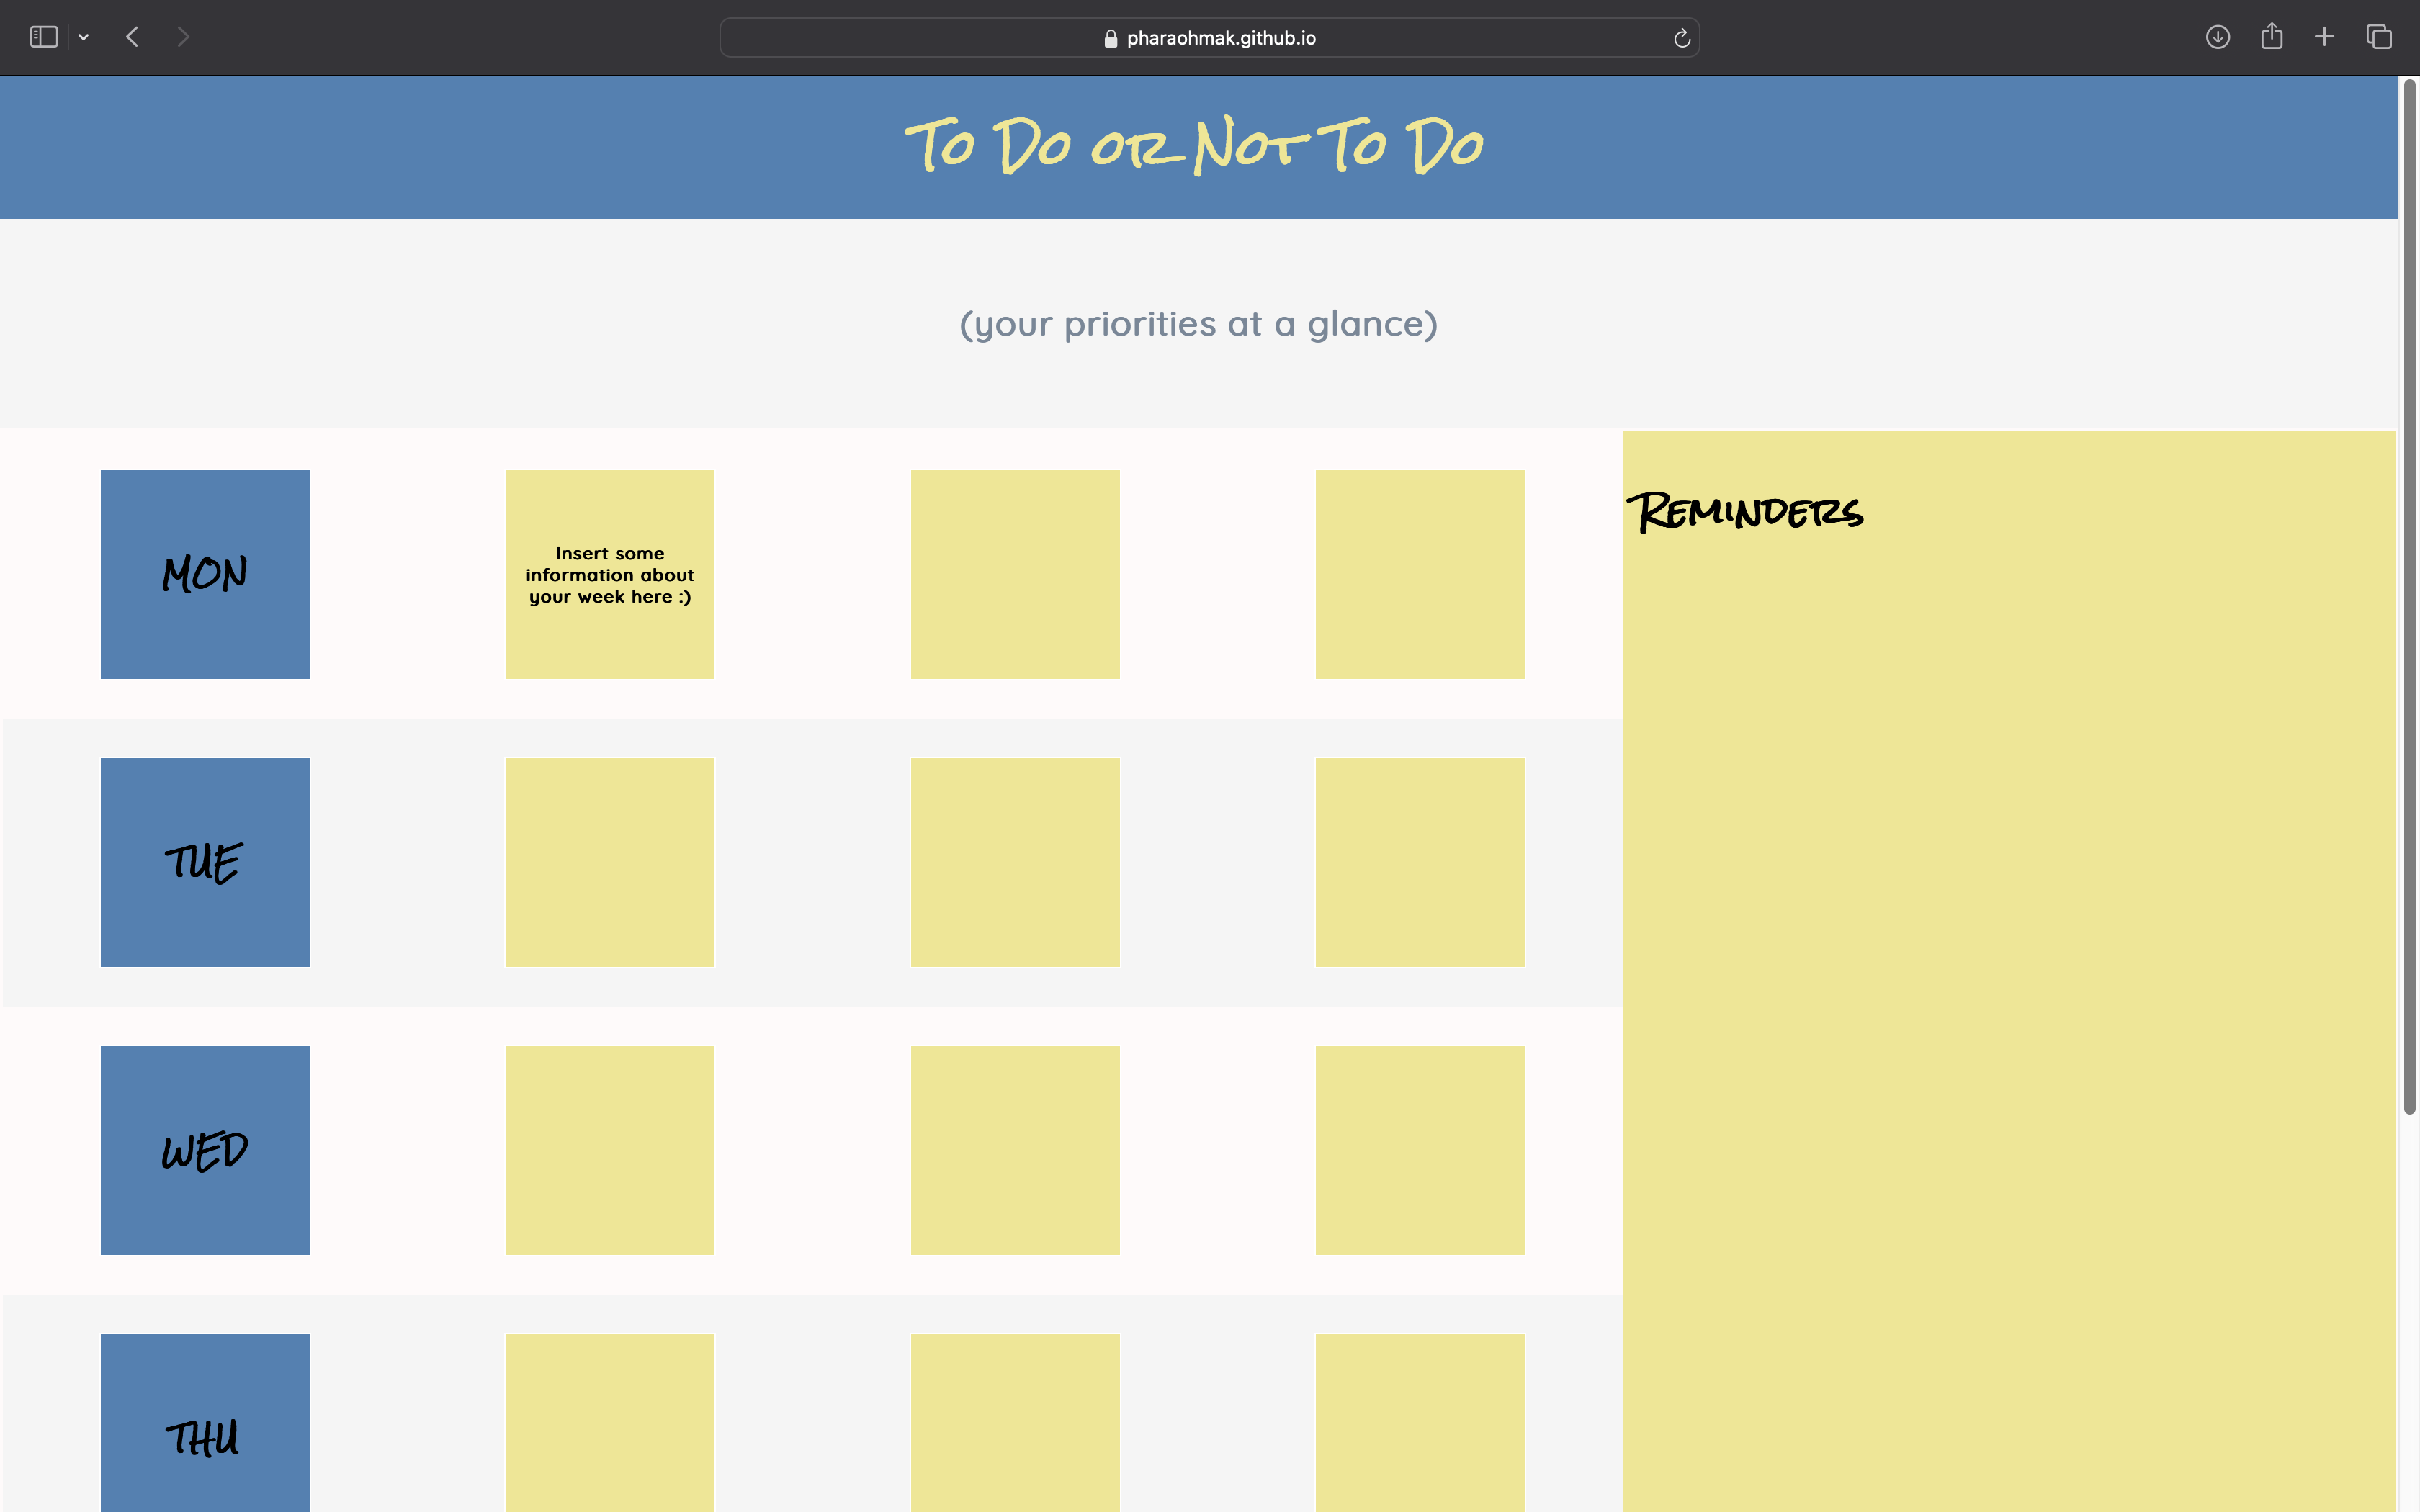 pharaohmak.github.io
To Do or Not To Do
(your priorities at a glance)
MON
Insert some
information about
your week here :)
Reminders
TUE
WED
THU